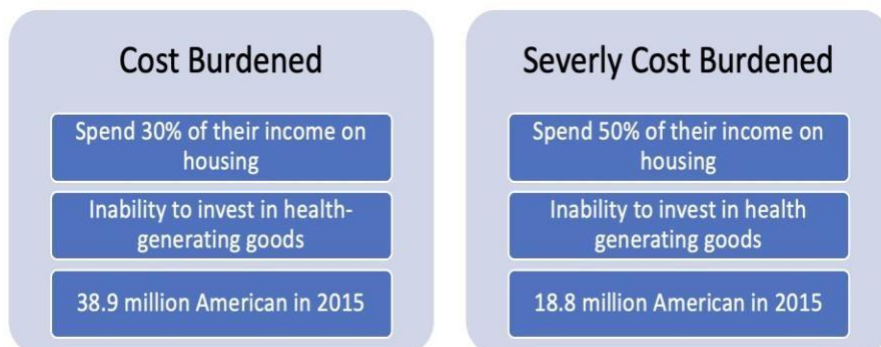 Cost Burdened
Spend 30% of their income on
housing
Inability to invest in health-
generating goods
38.9 million American in 2015
Severly Cost Burdened
Spend 50% of their income on
housing
Inability to invest in health
generating goods
18.8 million American in 2015